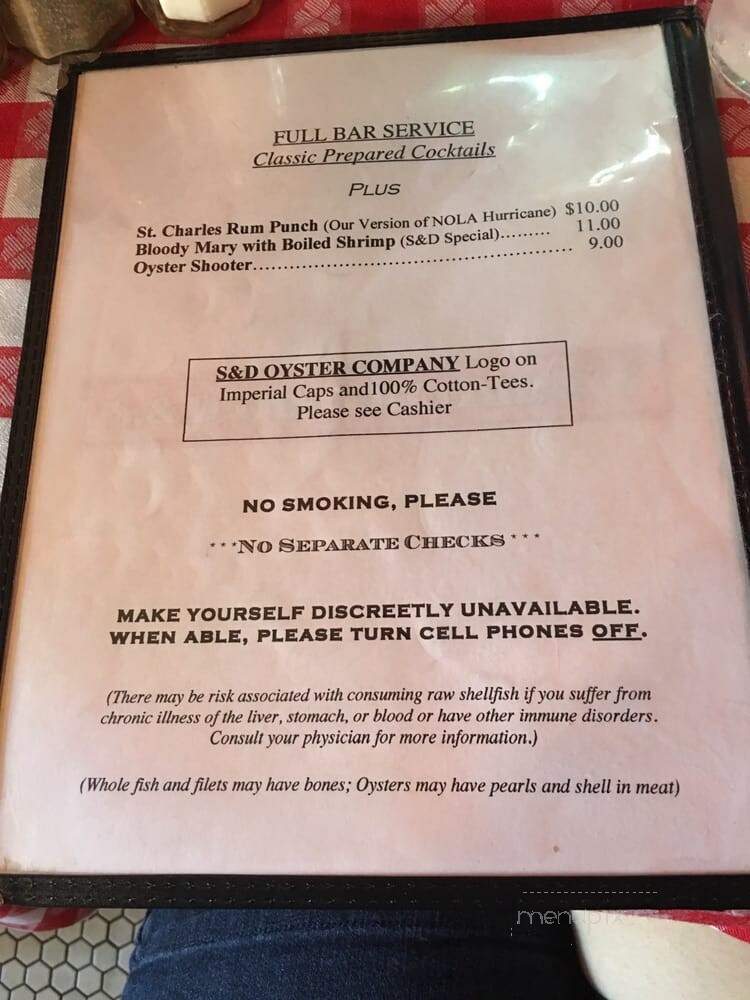 FULL BAR SERVICE
Classic Prepared Cocktails
PLUS
St. Charles Rum Punch (Our Version of NOLA Hurricane) $10.00
Bloody Mary with Boiled Shrimp (S&D Special)......... 11.00
Oyster Shooter.................................................... 9.00
S&D OYSTER COMPANY Logo on
Imperial Caps and100% Cotton-Tees.
Please see Cashier
NO SMOKING, PLEASE
***NO SEPARATE CHECKS***
MAKE YOURSELF DISCREETLY UNAVAILABLE.
WHEN ABLE, PLEASE TURN CELL PHONES OFF.
(There may be risk associated with consuming raw shellfish if you suffer from
chronic illness of the liver, stomach, or blood or have other immune disorders.
Consult your physician for more information.)
(Whole fish and filets may have bones; Oysters may have pearls and shell in meat)